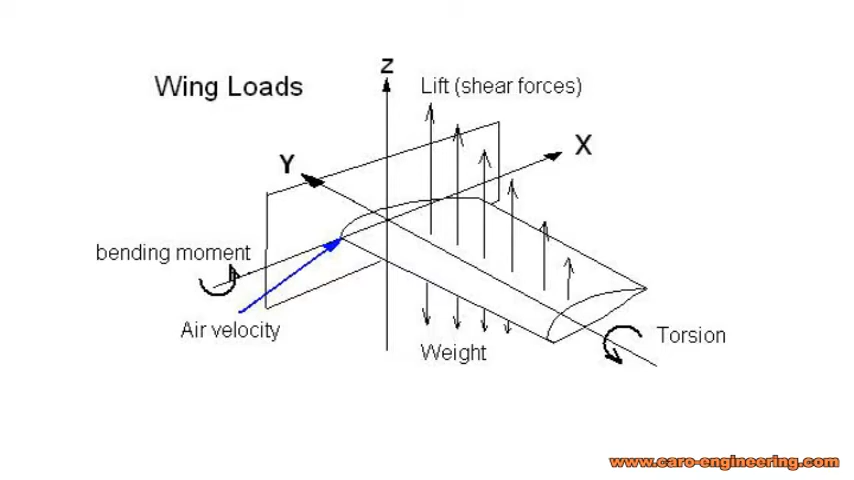 Wing Loads
Z
Lift (shear forces)
X
Y
bending moment
Air velocity
Weight
Torsion
www.caro-engineering.com